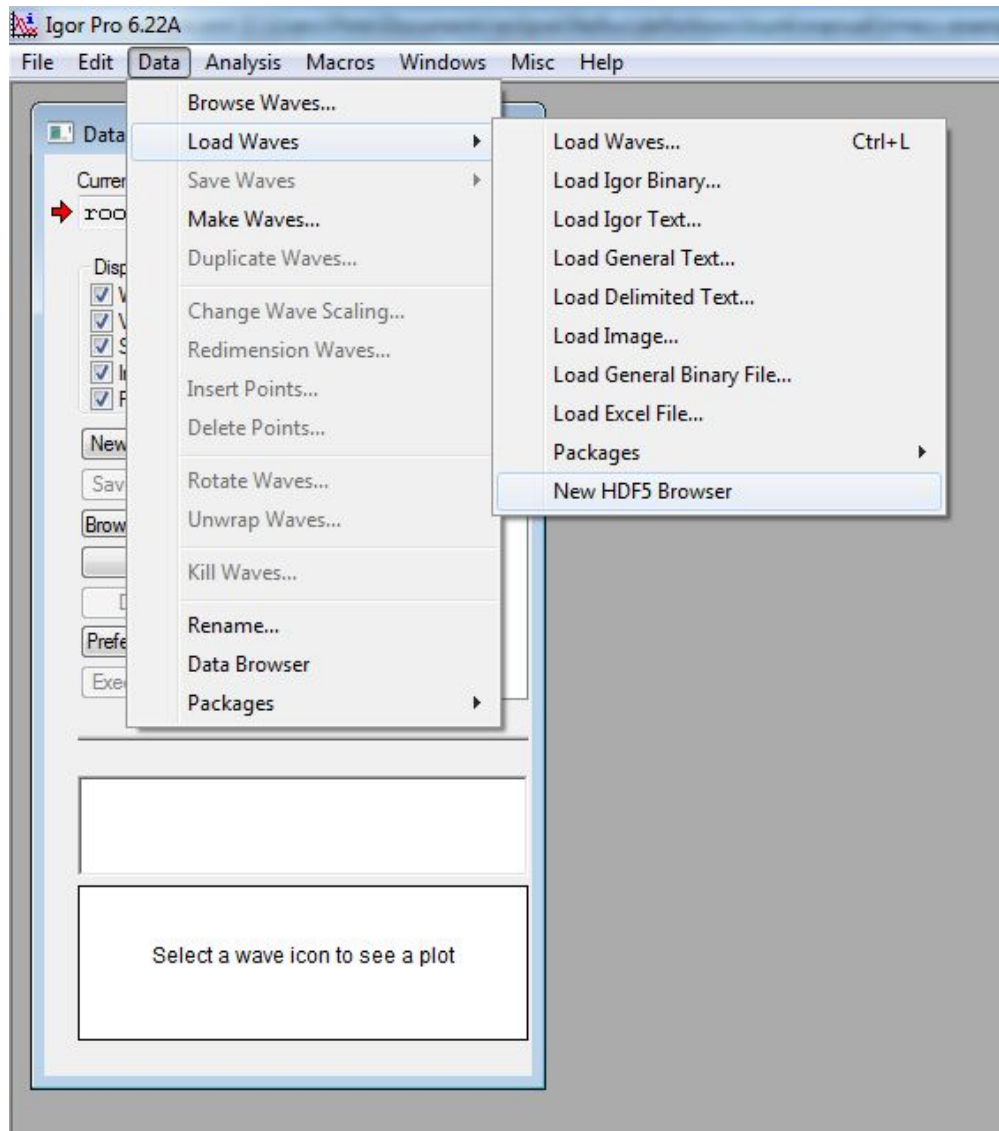 Igor Pro 6.22A
File Edit Data Analysis Macros Windows Misc Help
Data
Browse Waves...
Load Waves
Save Waves
Make Waves...
Duplicate Waves...
Change Wave Scaling...
Redimension Waves...
Insert Points...
Delete Points...
Rotate Waves...
Unwrap Waves...
Kill Waves...
Rename...
Data Browser
Packages
Load Waves... Ctrl+L
Load Igor Binary...
Load Igor Text...
Load General Text...
Load Delimited Text...
Load Image...
Load General Binary File...
Load Excel File...
Packages
New HDF5 Browser
New
Select a wave icon to see a plot